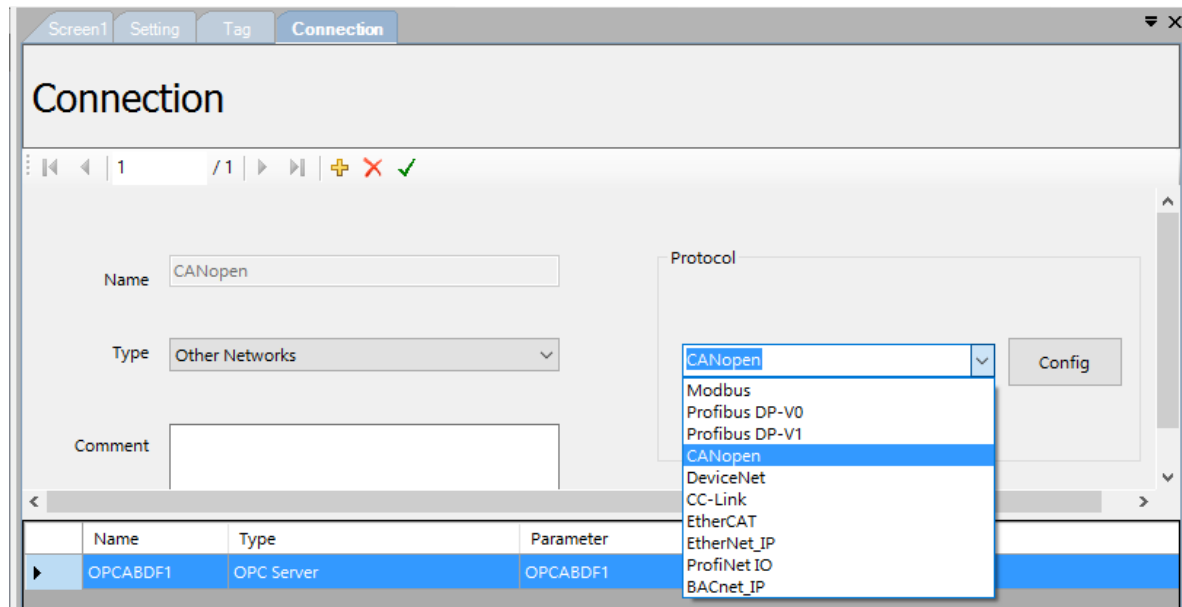 Screen1 Setting Tag Connection
Connection
1 /1
Protocol
Name CANopen
Type Other Networks
CANopen Config
Modbus
Profibus DP-V0
Profibus DP-V1
Comment
CANopen
DeviceNet
CC-Link
EtherCAT
EtherNet_IP
ProfiNet IO
BACnet_IP
Name Type Parameter
OPCABDF1 OPC Server OPCABDF1